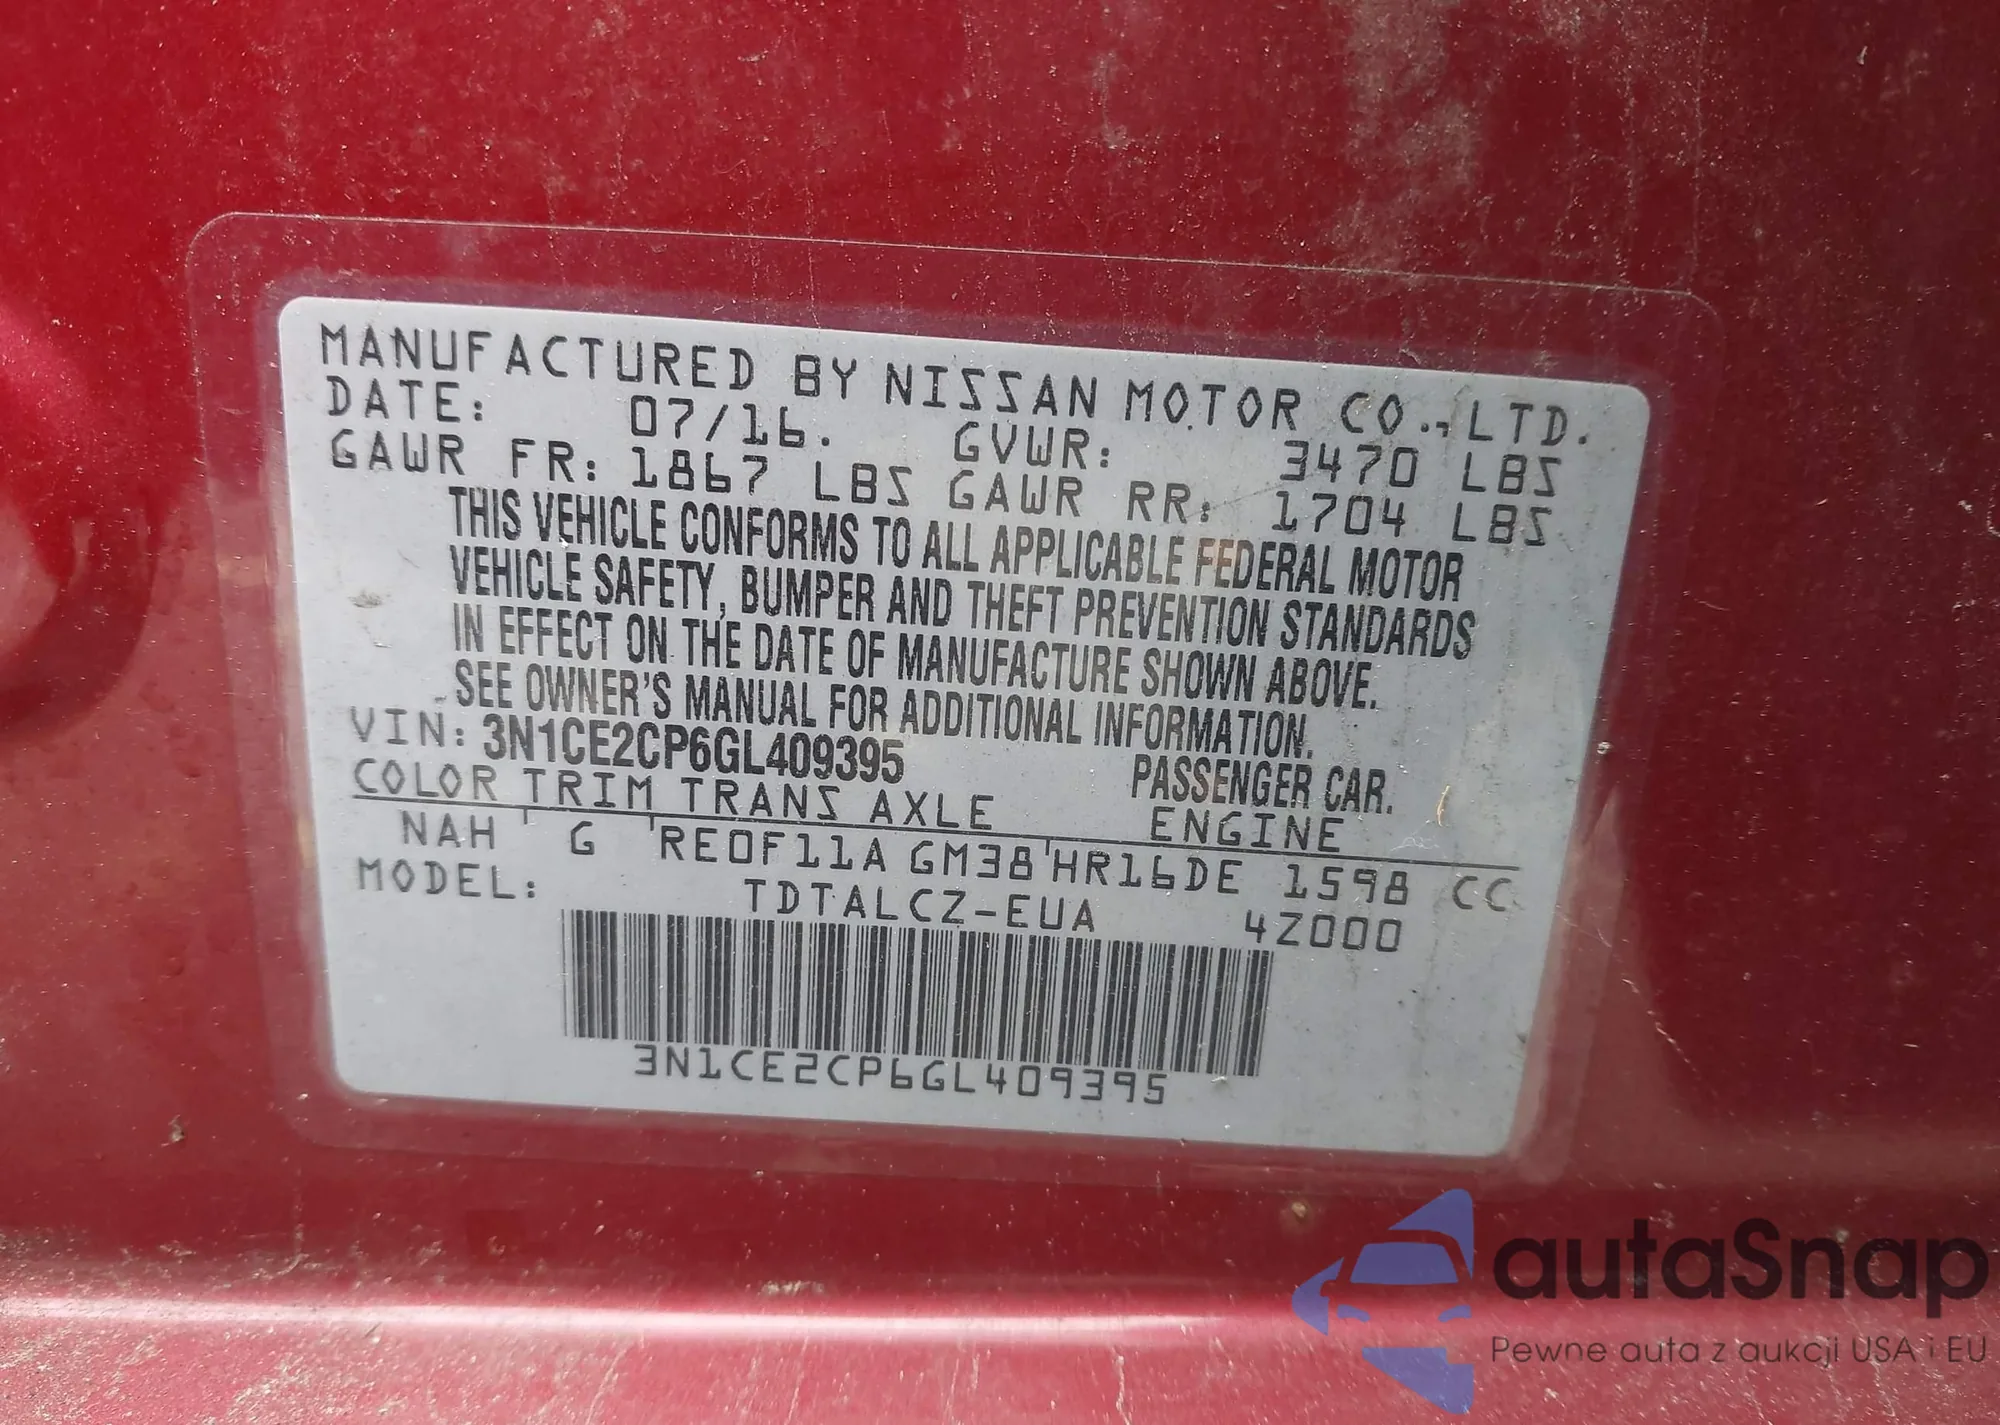 MANUFACTURED BY NISSAN MOTOR CO., LTD.
DATE: 07/16. GVWR: 3470 LBS
GAWR FR: 1867 LBS GAWR RR: 1704 LBS
THIS VEHICLE CONFORMS TO ALL APPLICABLE FEDERAL MOTOR
VEHICLE SAFETY, BUMPER AND THEFT PREVENTION STANDARDS
IN EFFECT ON THE DATE OF MANUFACTURE SHOWN ABOVE.
SEE OWNER'S MANUAL FOR ADDITIONAL INFORMATION.
VIN: 3N1CE2CP6GL409395 PASSENGER CAR.
COLOR TRIM TRANS AXLE ENGINE
NAH G RE0F11A GM38 HR16DE 1598 CC
MODEL: TDTALCZ-EUA 4Z000
3N1CE2CP6GL409395
autaSnap
Pewne auta z aukcji USA i EU